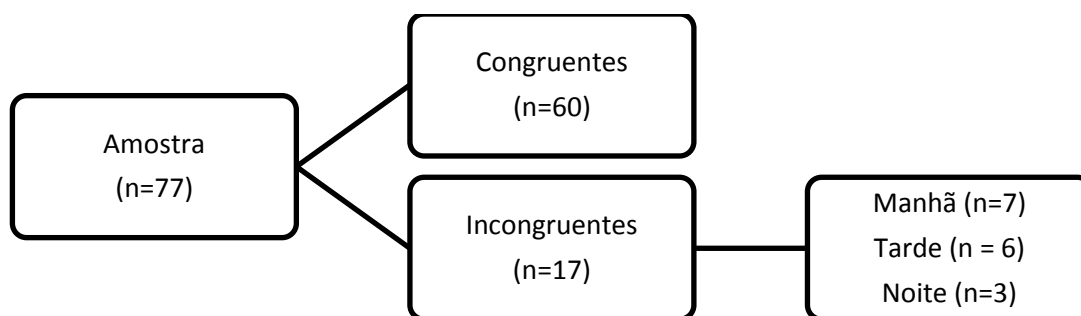 Amostra
(n=77)
Congruentes
(n=60)
Incongruentes
(n=17)
Manhã (n=7)
Tarde (n = 6)
Noite (n=3)